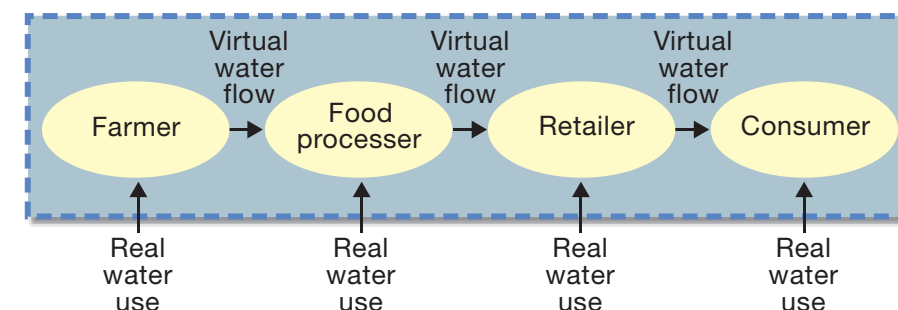 Virtual
water
flow
Virtual
water
flow
Virtual
water
flow
Farmer
Food
processer
Retailer
Consumer
Real
water
use
Real
water
use
Real
water
use
Real
water
use